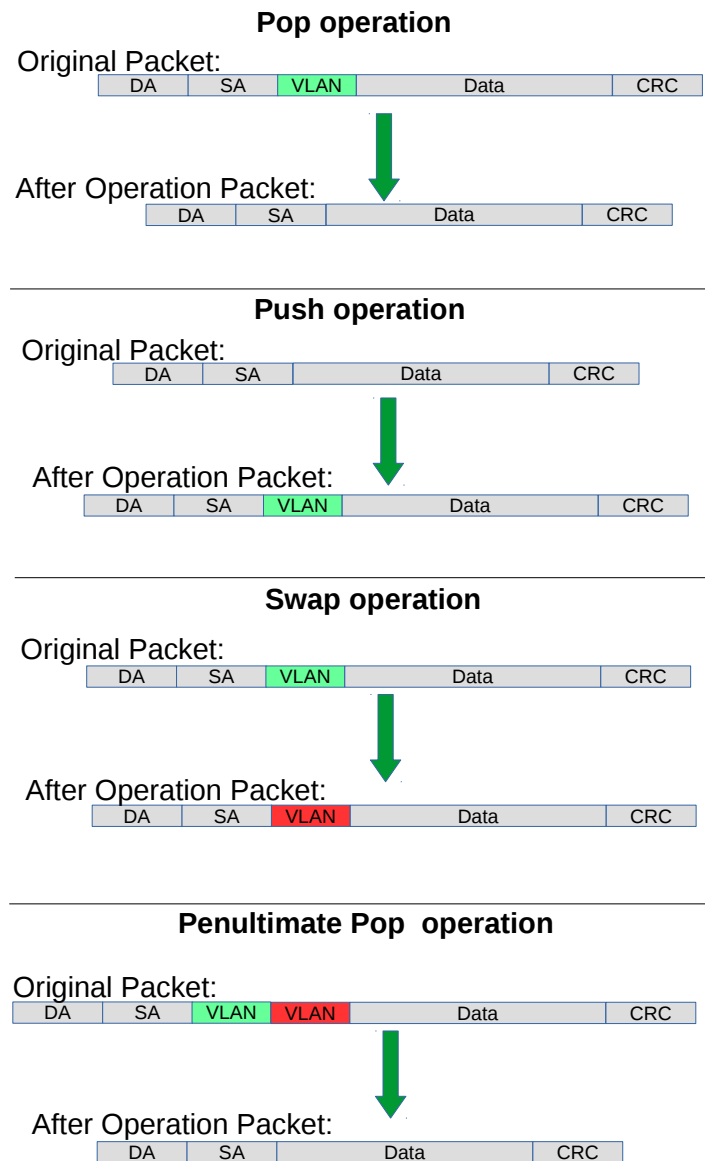 Pop operation
Original Packet:
DA SA VLAN Data CRC
After Operation Packet:
DA SA Data CRC
Push operation
Original Packet:
DA SA Data CRC
After Operation Packet:
DA SA VLAN Data CRC
Swap operation
Original Packet:
DA SA VLAN Data CRC
After Operation Packet:
DA SA VLAN Data CRC
Penultimate Pop operation
Original Packet:
DA SA VLAN VLAN Data CRC
After Operation Packet:
DA SA Data CRC